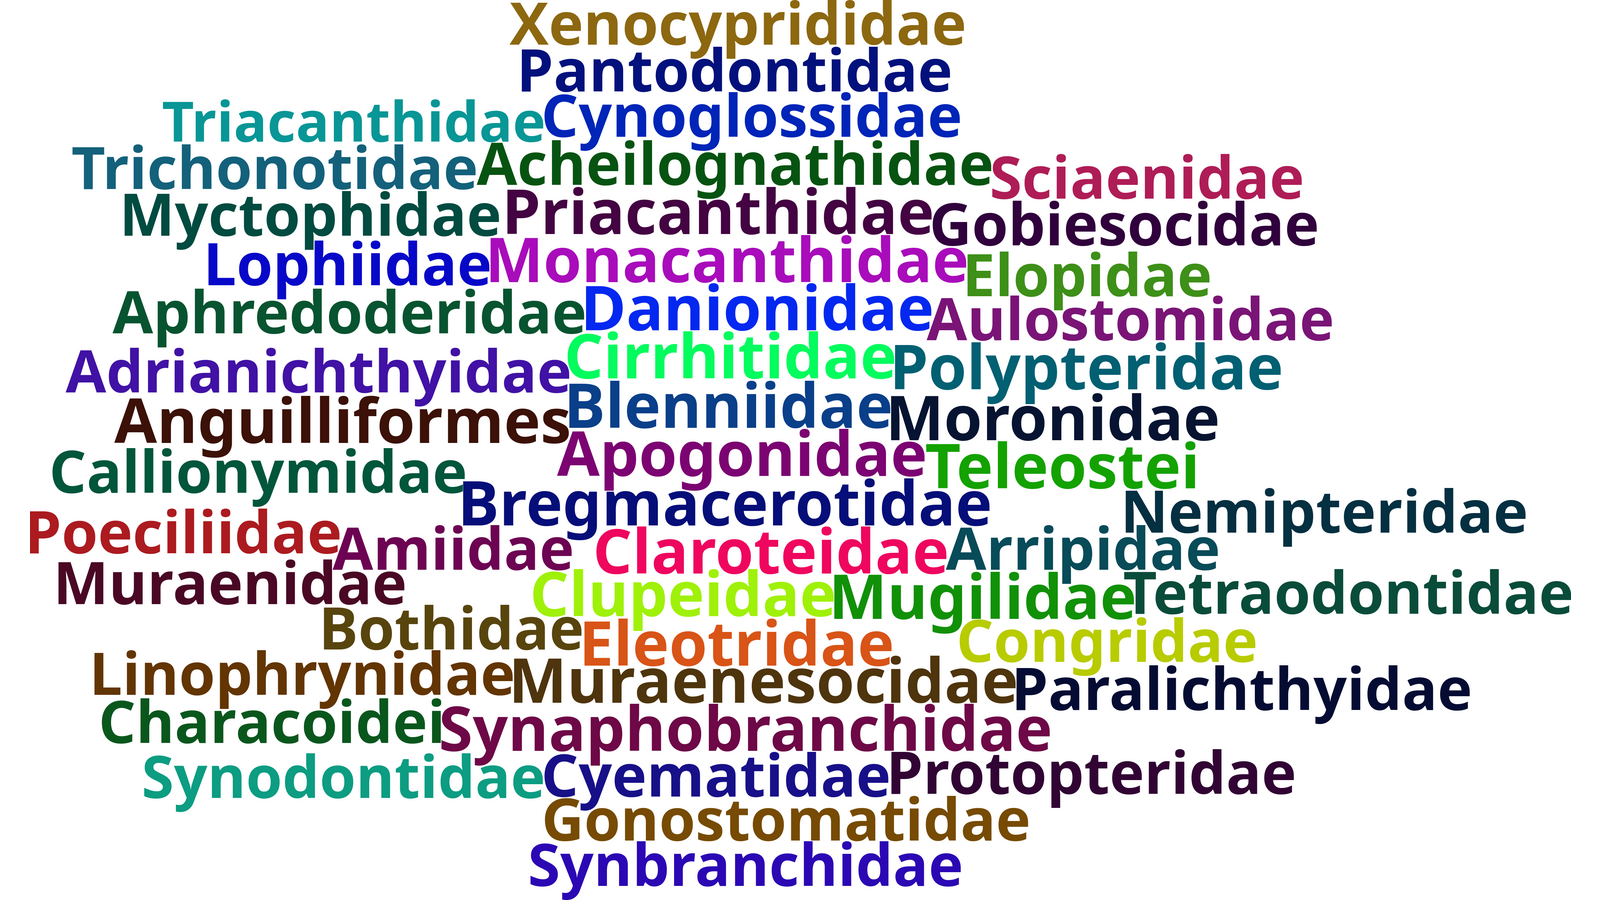 Xenocyprididae
Pantodontidae
Triacanthidae Cynoglossidae
Trichonotidae Acheilognathidae Sciaenidae
Myctophidae Priacanthidae Gobiesocidae
Lophiidae Monacanthidae Elopidae
Aphredoderidae Danionidae Aulostomidae
Adrianichthyidae Cirrhitidae Polypteridae
Anguilliformes Blenniidae Moronidae
Callionymidae Apogonidae Teleostei
Bregmacerotidae Nemipteridae
Poeciliidae Amiidae Claroteidae Arripidae
Muraenidae Clupeidae Mugilidae Tetraodontidae
Bothidae Eleotridae Congridae
Linophrynidae Muraenesocidae Paralichthyidae
Characoidei Synaphobranchidae
Synodontidae Cyematidae Protopteridae
Gonostomatidae
Synbranchidae